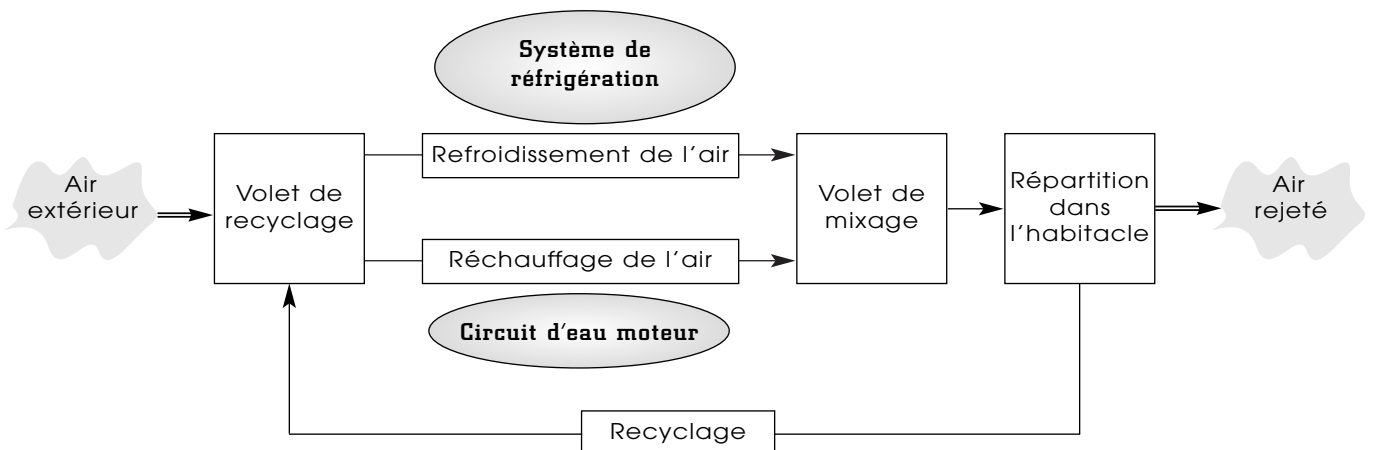 Système de
réfrigération
Air
extérieur
Volet de
recyclage
Refroidissement de l'air
Réchauffage de l'air
Circuit d'eau moteur
Volet de
mixage
Répartition
dans
l'habitacle
Air
rejeté
Recyclage